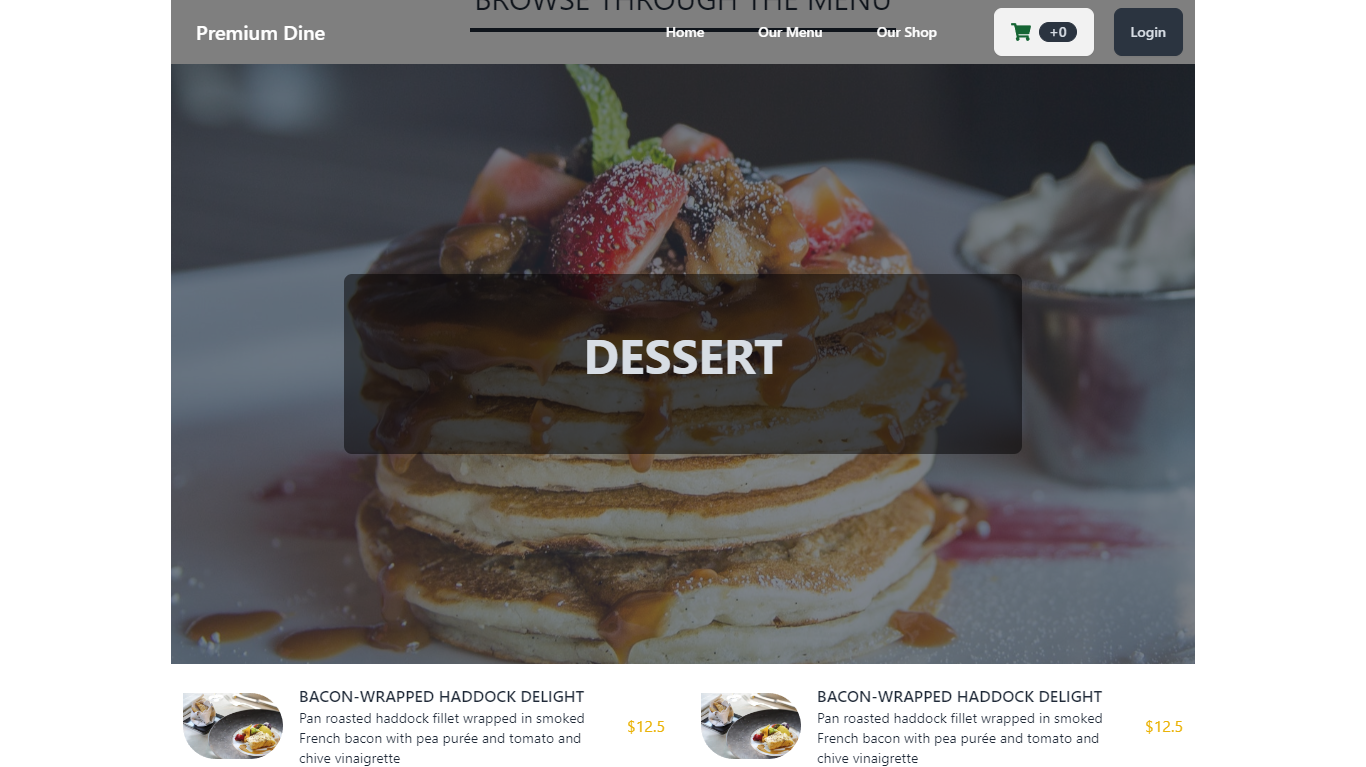 BROWSE THROUGH THE MENU
Premium Dine
Home
Our Menu
Our Shop
+0
Login
DESSERT
BACON-WRAPPED HADDOCK DELIGHT
Pan roasted haddock fillet wrapped in smoked
French bacon with pea purée and tomato and
chive vinaigrette
$12.5
BACON-WRAPPED HADDOCK DELIGHT
Pan roasted haddock fillet wrapped in smoked
French bacon with pea purée and tomato and
chive vinaigrette
$12.5